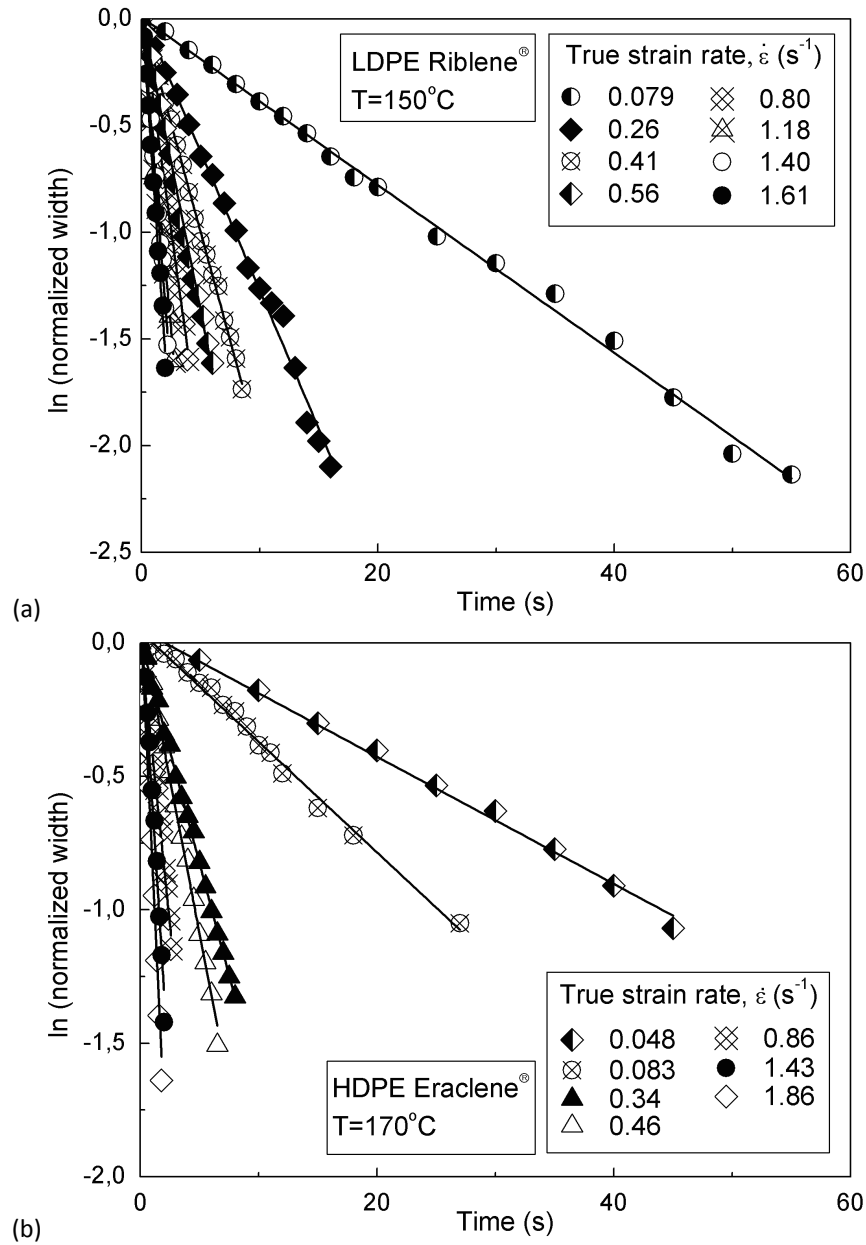 0,0
-0,5
-1,0
-1,5
-2,0
-2,5
ln (normalized width)
LDPE Riblene®
T=150°C
True strain rate, ε̇ (s⁻¹)
0.079 0.80
0.26 1.18
0.41 1.40
0.56 1.61
0 20 40 60
Time (s)
(a)
0,0
-0,5
-1,0
-1,5
-2,0
ln (normalized width)
HDPE Eraclene®
T=170°C
True strain rate, ε̇ (s⁻¹)
0.048 0.86
0.083 1.43
0.34 1.86
0.46
0 20 40 60
Time (s)
(b)